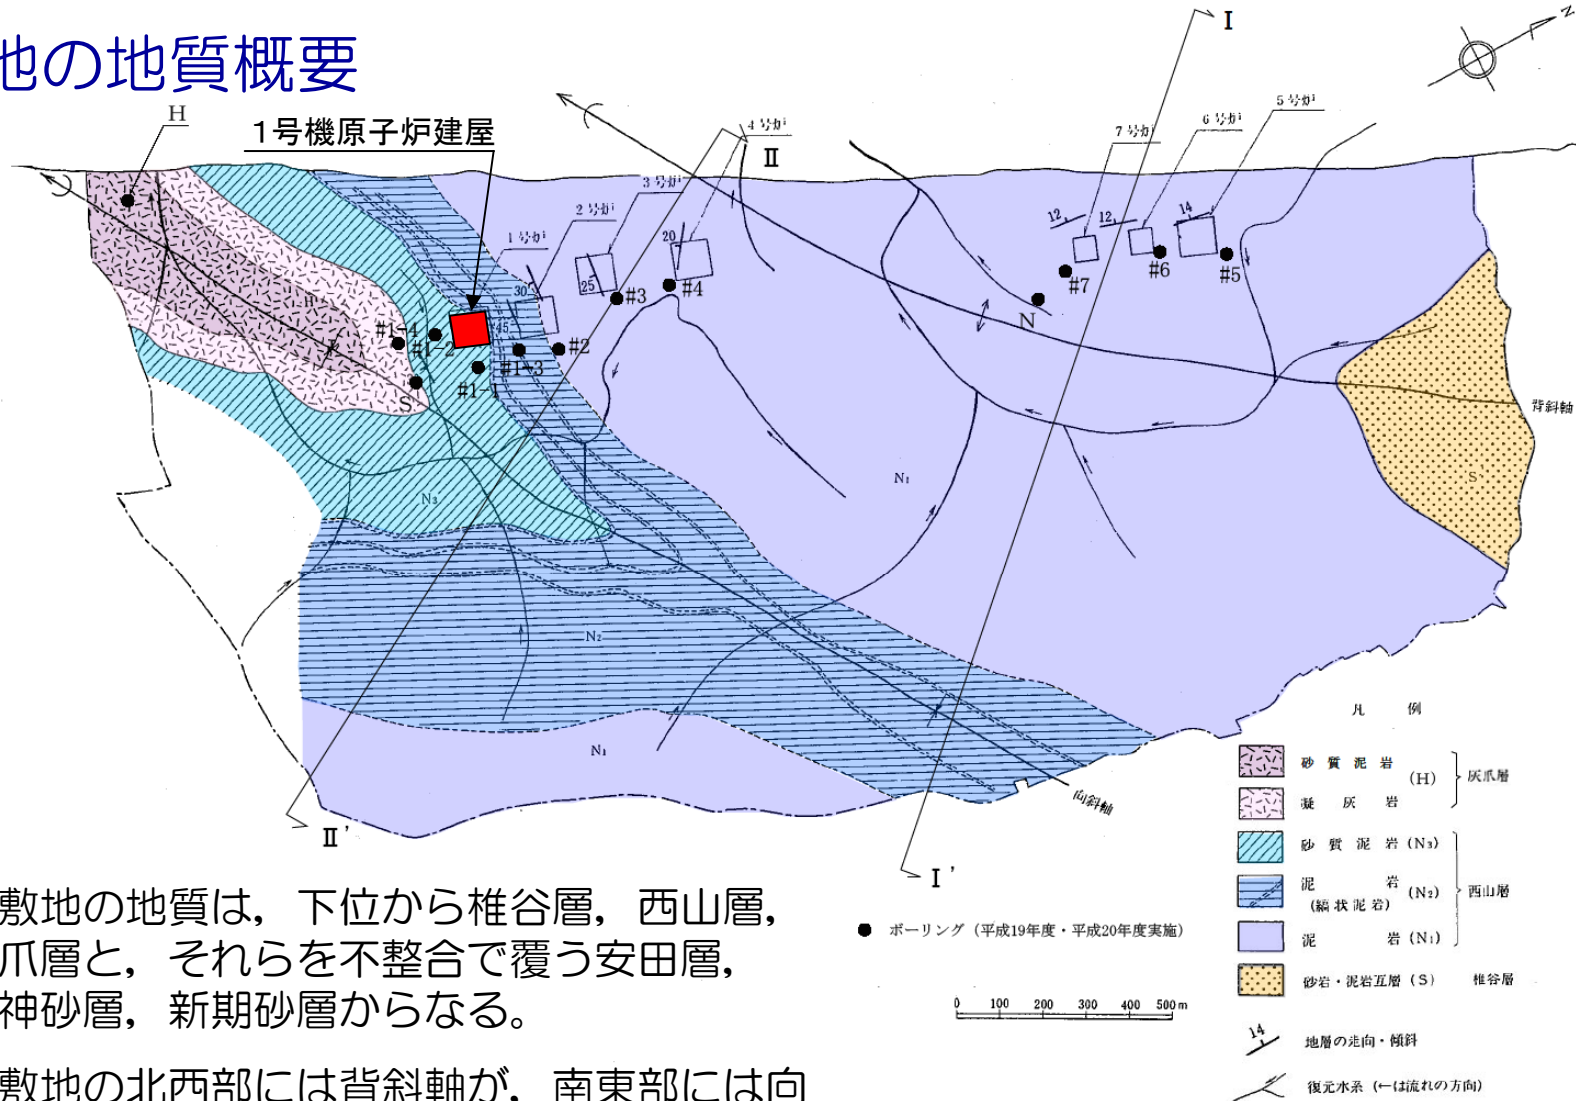 地の地質概要
I
N
H
1号機原子炉建屋
4号炉
II
7号炉
6号炉
5号炉
3号炉
2号炉
1号炉
12
12
14
20
25
30
45
#7
#6
#5
#3
#4
N
#1-4
#1-2
#1-3
#2
#1-1
S
H
背斜軸
S
N₁
N₃
N₂
N₁
向斜軸
II'
I'
凡 例
砂質泥岩 (H) 灰爪層
凝灰岩
砂質泥岩 (N₃)
泥岩 (N₂) 西山層
(縞状泥岩)
泥岩 (N₁)
砂岩・泥岩互層 (S) 椎谷層
14 地層の走向・傾斜
復元水系 (←は流れの方向)
● ボーリング（平成19年度・平成20年度実施）
0 100 200 300 400 500m
敷地の地質は，下位から椎谷層，西山層，
爪層と，それらを不整合で覆う安田層，
神砂層，新期砂層からなる。
敷地の北西部には背斜軸が，南東部には向